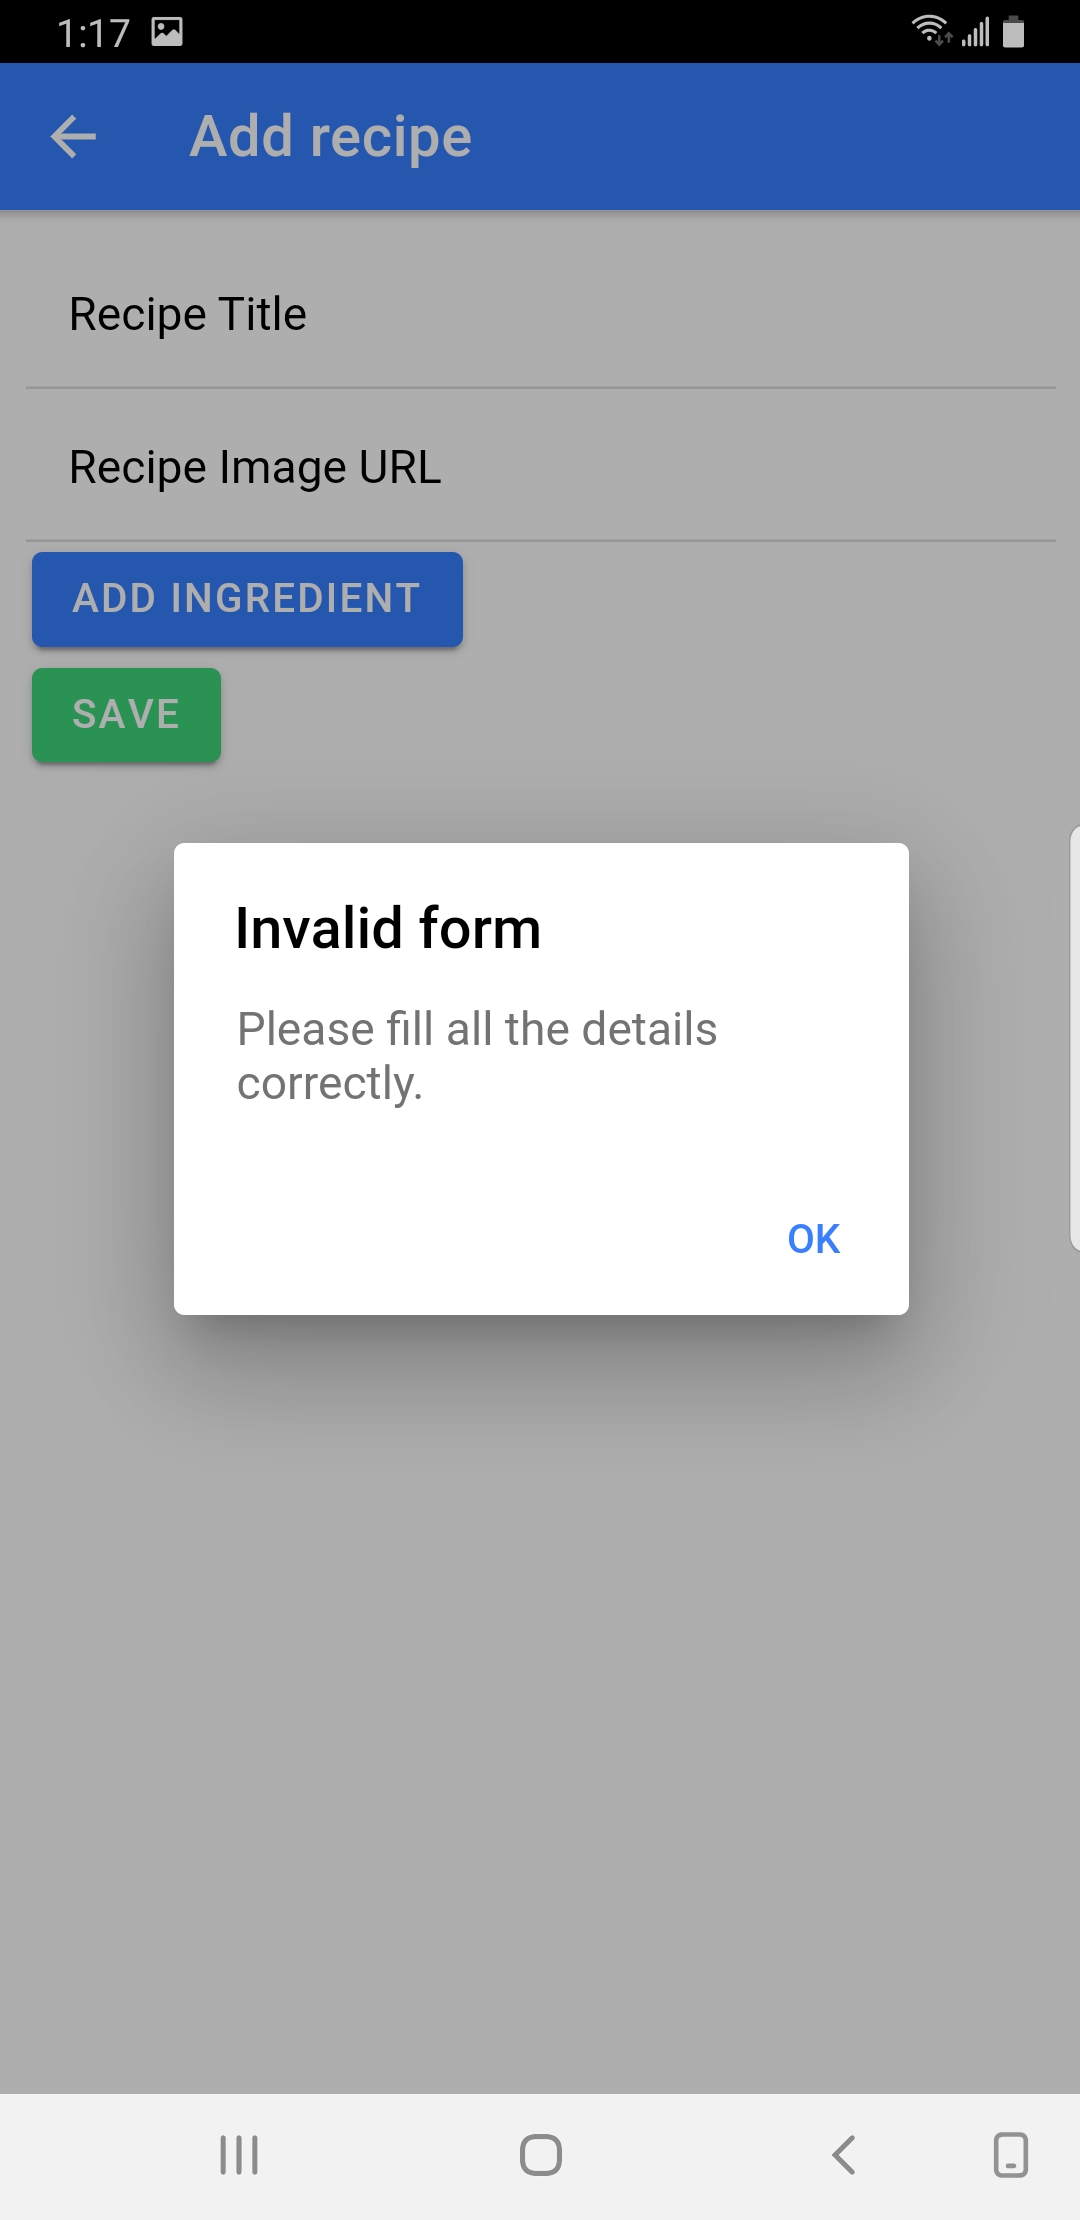 1:17
Add recipe
Recipe Title
Recipe Image URL
ADD INGREDIENT
SAVE
Invalid form
Please fill all the details
correctly.
OK